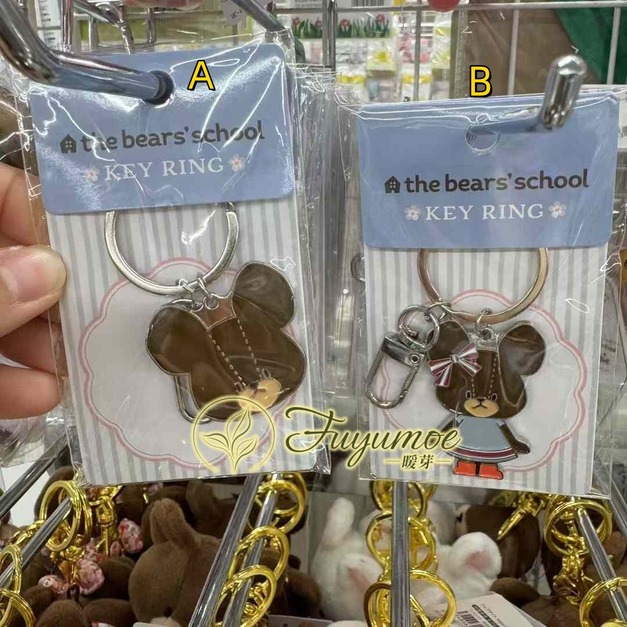 A
B
the bears' school
KEY RING
the bears' school
KEY RING
Fuyumoe
暖芽